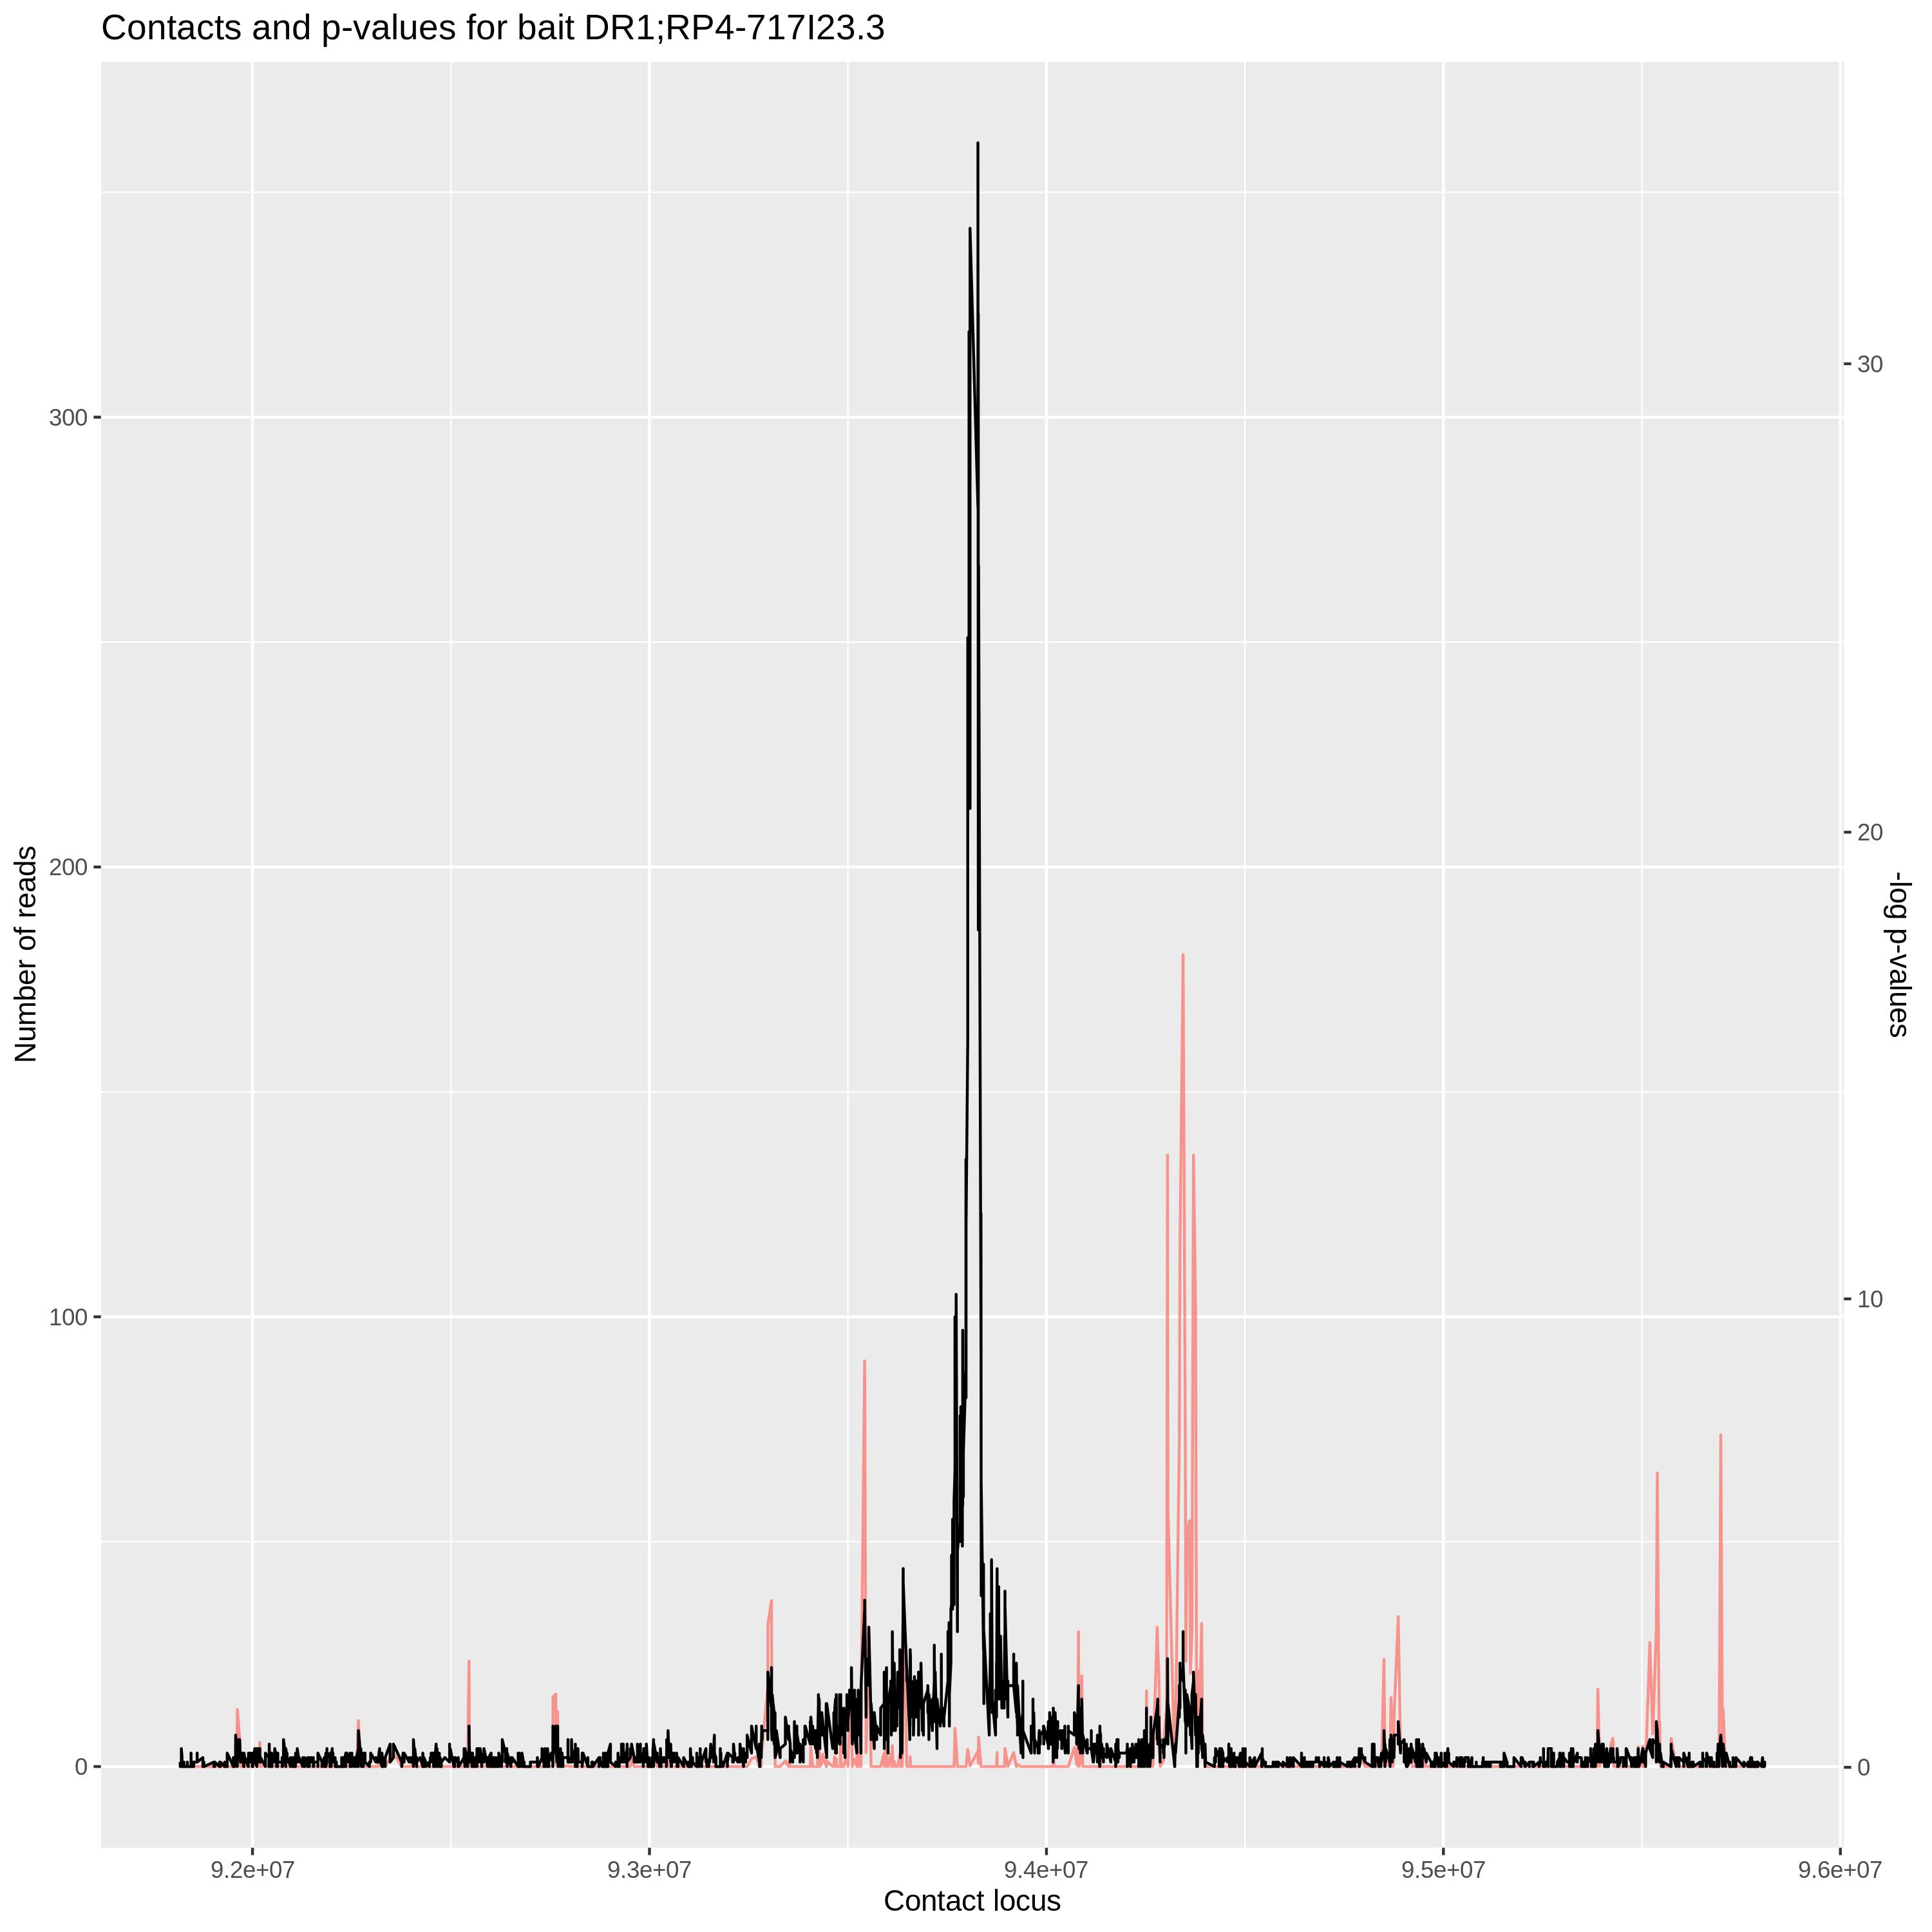 Contacts and p-values for bait DR1;RP4-717I23.3
Number of reads
300
200
100
0
30
20
10
0
-log p-values
9.2e+07
9.3e+07
9.4e+07
9.5e+07
9.6e+07
Contact locus